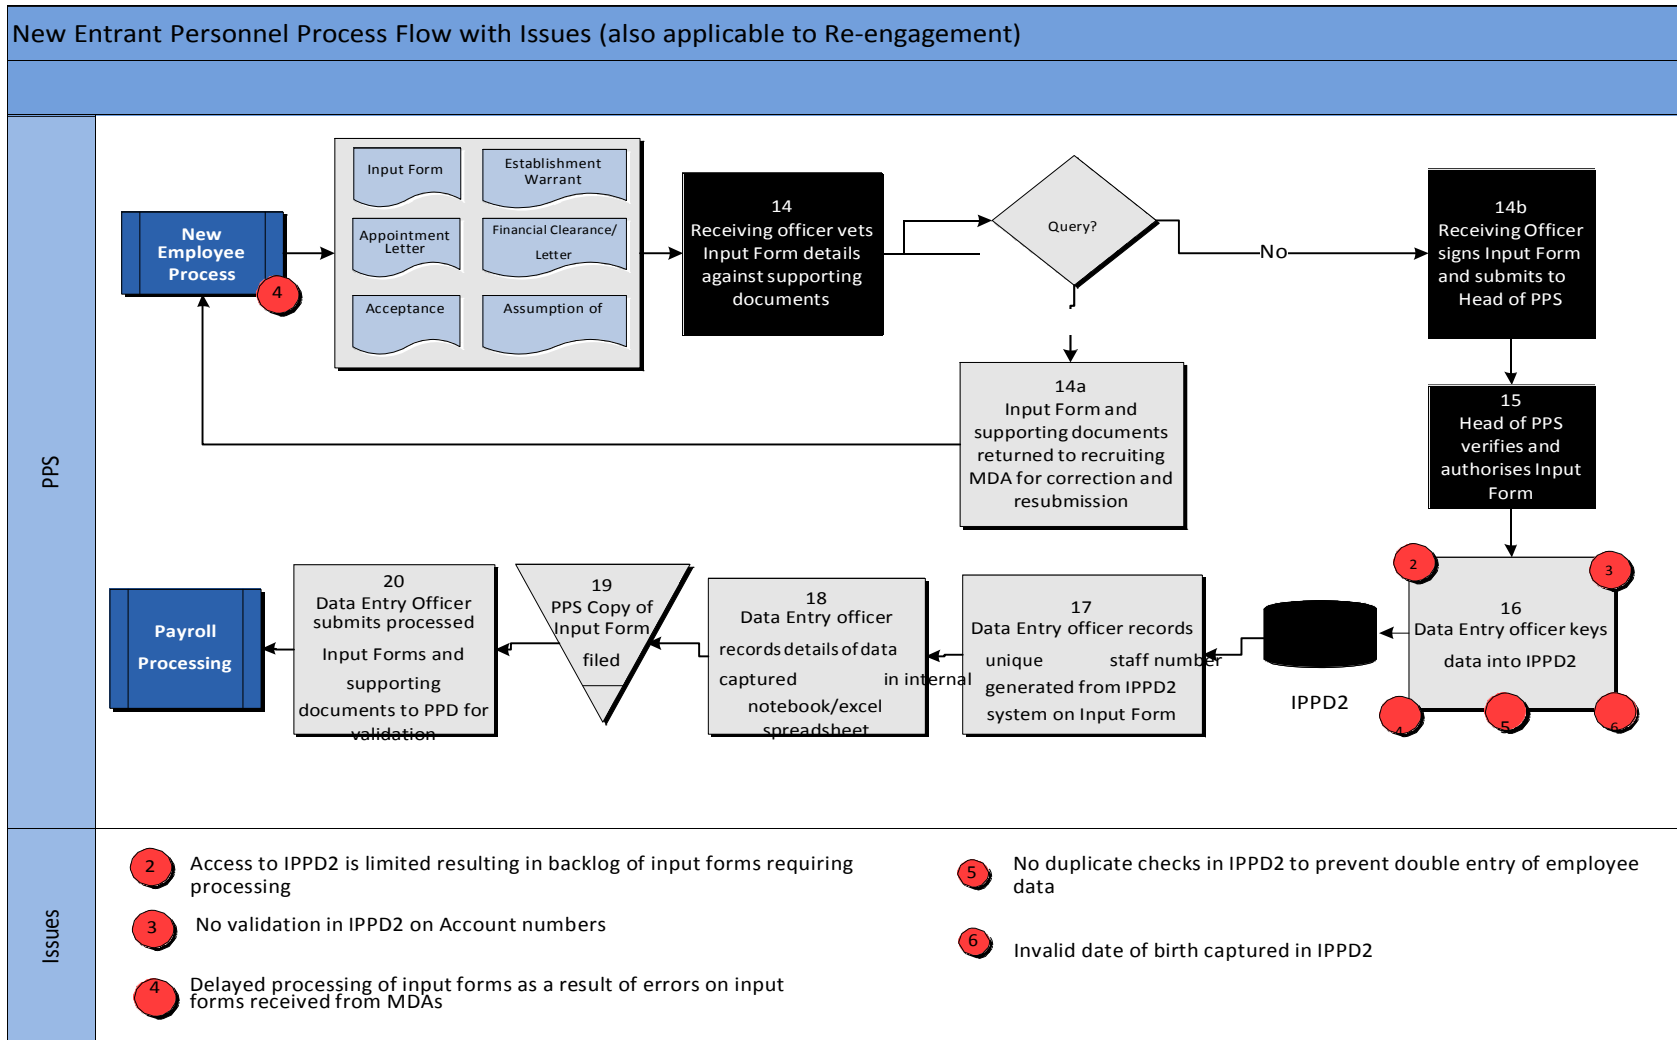 New Entrant Personnel Process Flow with Issues (also applicable to Re-engagement)
PPS
New
Employee
Process
4
Input Form
Establishment
Warrant
Appointment
Letter
Financial Clearance/
Letter
Acceptance
Assumption of
14
Receiving officer vets
Input Form details
against supporting
documents
Query?
No
14b
Receiving Officer
signs Input Form
and submits to
Head of PPS
14a
Input Form and
supporting documents
returned to recruiting
MDA for correction and
resubmission
15
Head of PPS
verifies and
authorises Input
Form
2
3
16
Data Entry officer keys
data into IPPD2
4
5
6
IPPD2
17
Data Entry officer records
unique staff number
generated from IPPD2
system on Input Form
18
Data Entry officer
records details of data
captured in internal
notebook/excel
spreadsheet
19
PPS Copy of
Input Form
filed
20
Data Entry Officer
submits processed
Input Forms and
supporting
documents to PPD for
validation
Payroll
Processing
Issues
2 Access to IPPD2 is limited resulting in backlog of input forms requiring
processing
3 No validation in IPPD2 on Account numbers
4 Delayed processing of input forms as a result of errors on input
forms received from MDAs
5 No duplicate checks in IPPD2 to prevent double entry of employee
data
6 Invalid date of birth captured in IPPD2